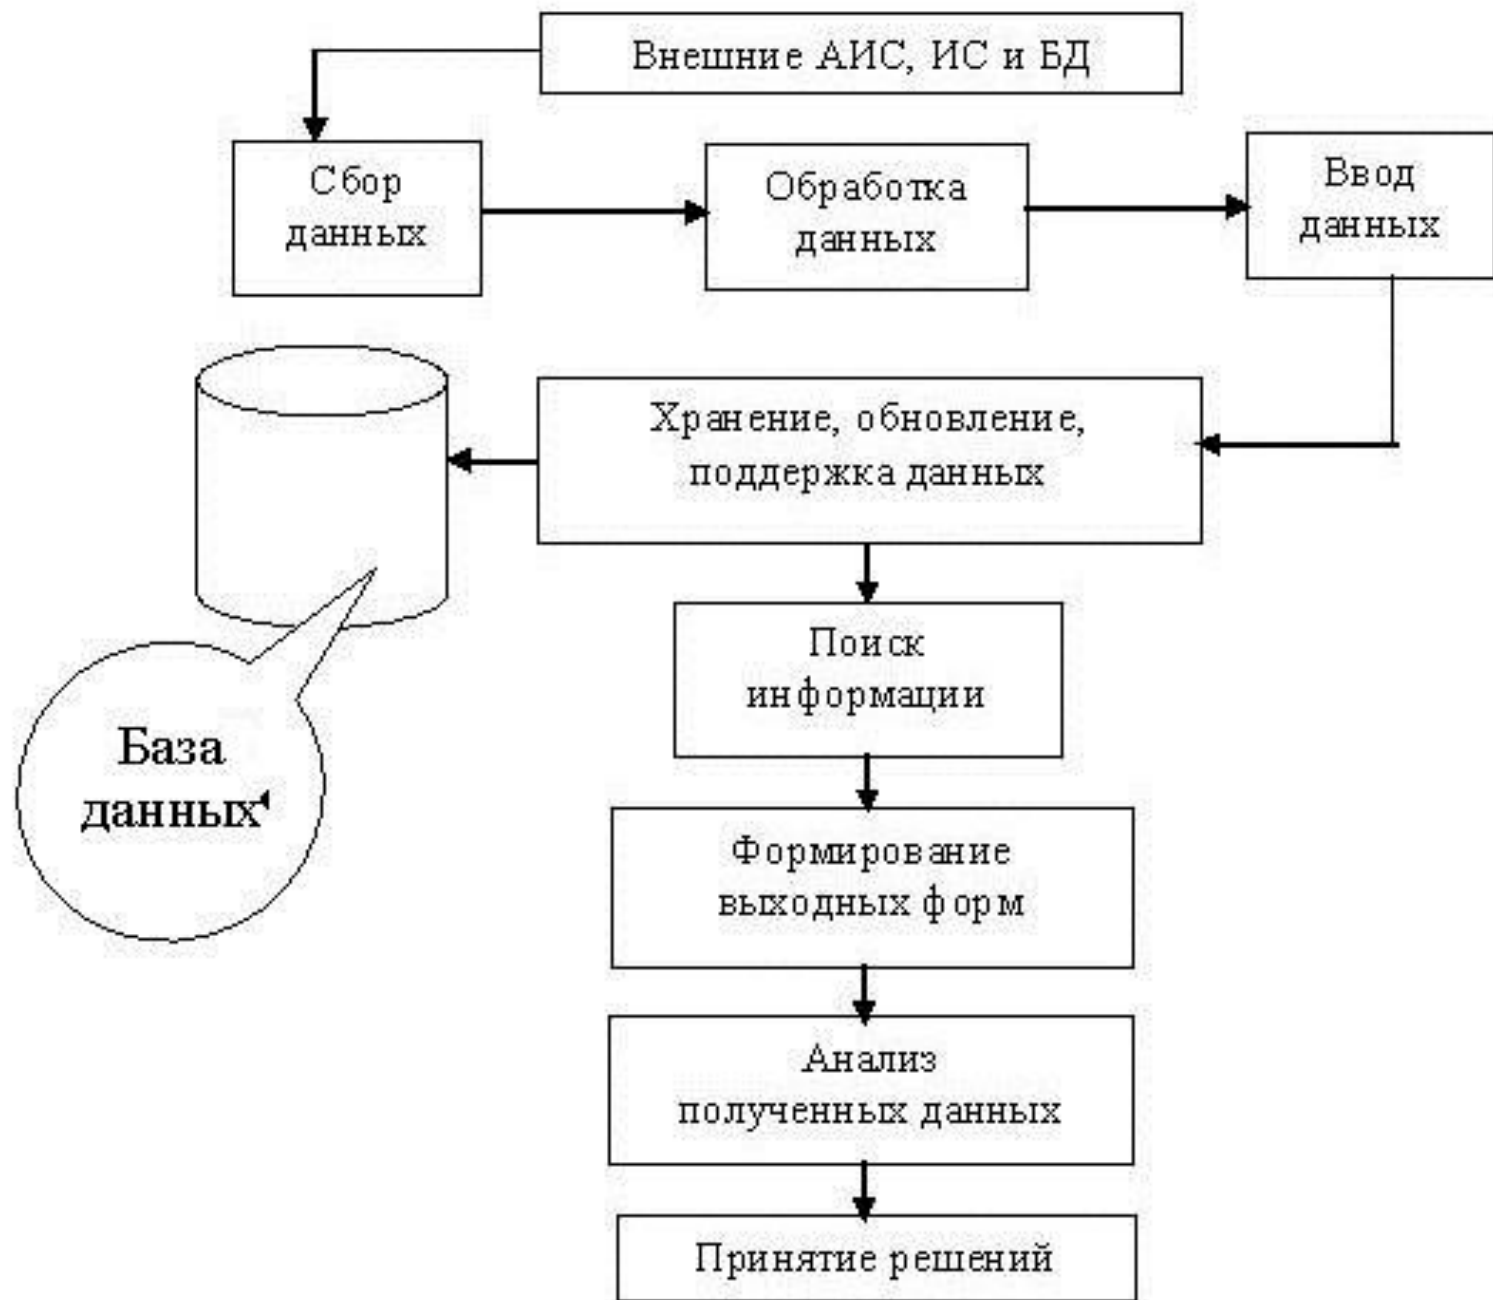 Внешние АИС, ИС и БД
Сбор
данных
Обработка
данных
Ввод
данных
Хранение, обновление,
поддержка данных
Поиск
информации
База
данных
Формирование
выходных форм
Анализ
полученных данных
Принятие решений